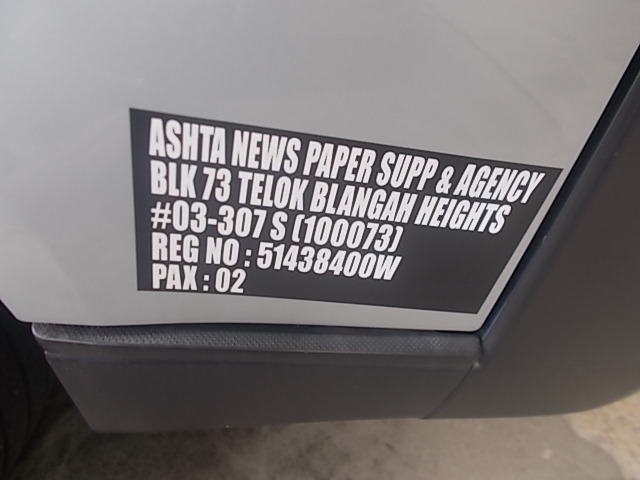 ASHTA NEWS PAPER SUPP & AGENCY
BLK 73 TELOK BLANGAH HEIGHTS
#03-307 S (100073)
REG NO : 51438400W
PAX : 02